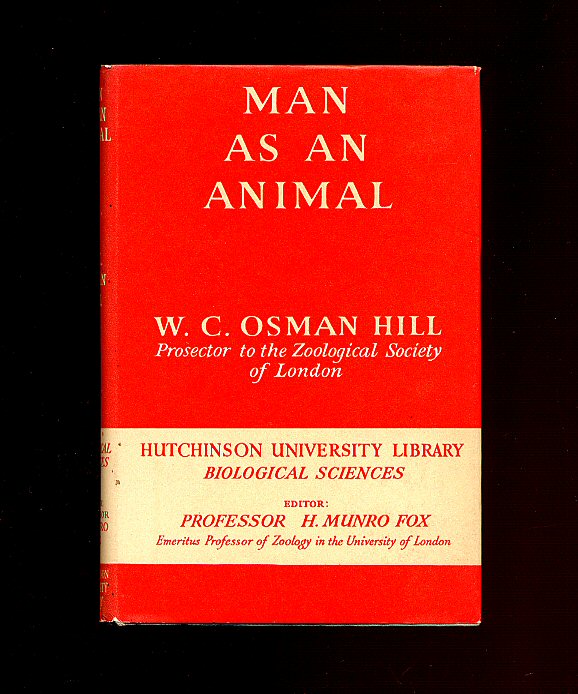 MAN
AS AN
ANIMAL
W. C. OSMAN HILL
Prosector to the Zoological Society
of London
HUTCHINSON UNIVERSITY LIBRARY
BIOLOGICAL SCIENCES
EDITOR:
PROFESSOR H. MUNRO FOX
Emeritus Professor of Zoology in the University of London